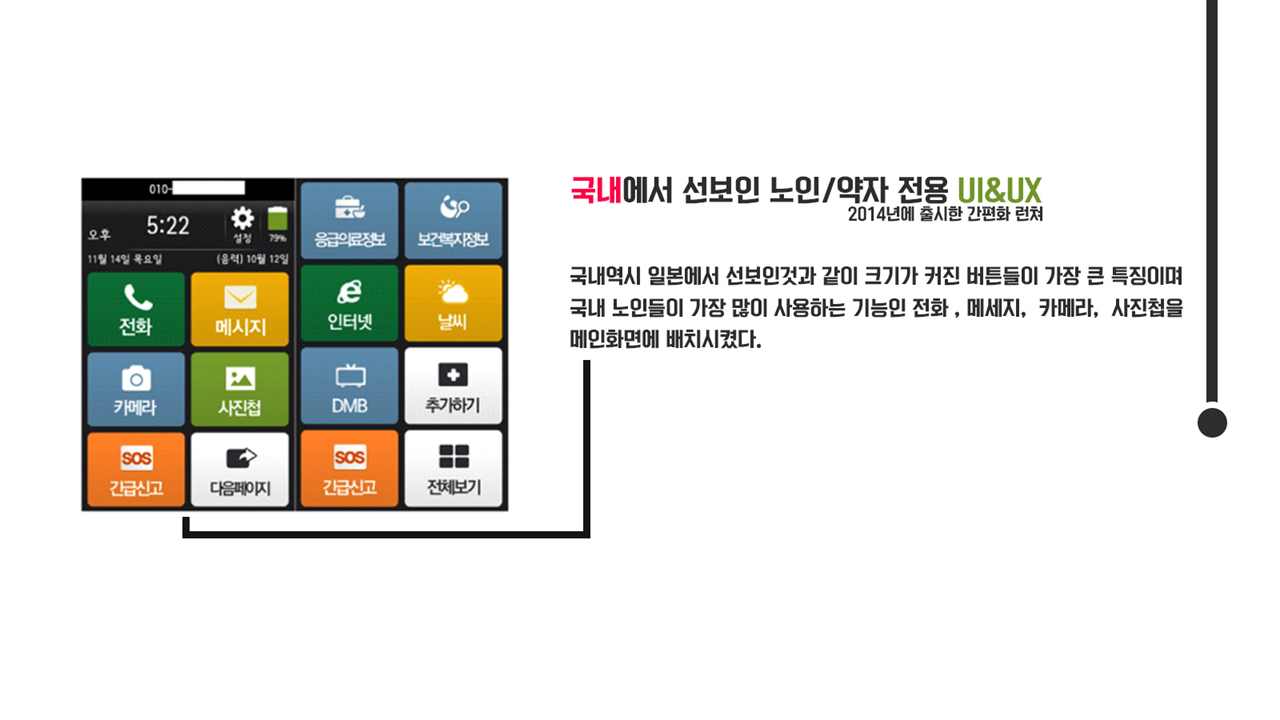 010-
오후
5:22
설정
79%
11월 14일 목요일
(음력) 10월 12일
전화
메시지
카메라
사진첩
SOS
긴급신고
다음페이지
응급의료정보
보건복지정보
인터넷
날씨
DMB
추가하기
SOS
긴급신고
전체보기
국내에서 선보인 노인/약자 전용 UI&UX
2014년에 출시한 간편화 런쳐
국내역시 일본에서 선보인것과 같이 크기가 커진 버튼들이 가장 큰 특징이며
국내 노인들이 가장 많이 사용하는 기능인 전화 , 메세지, 카메라, 사진첩을
메인화면에 배치시켰다.